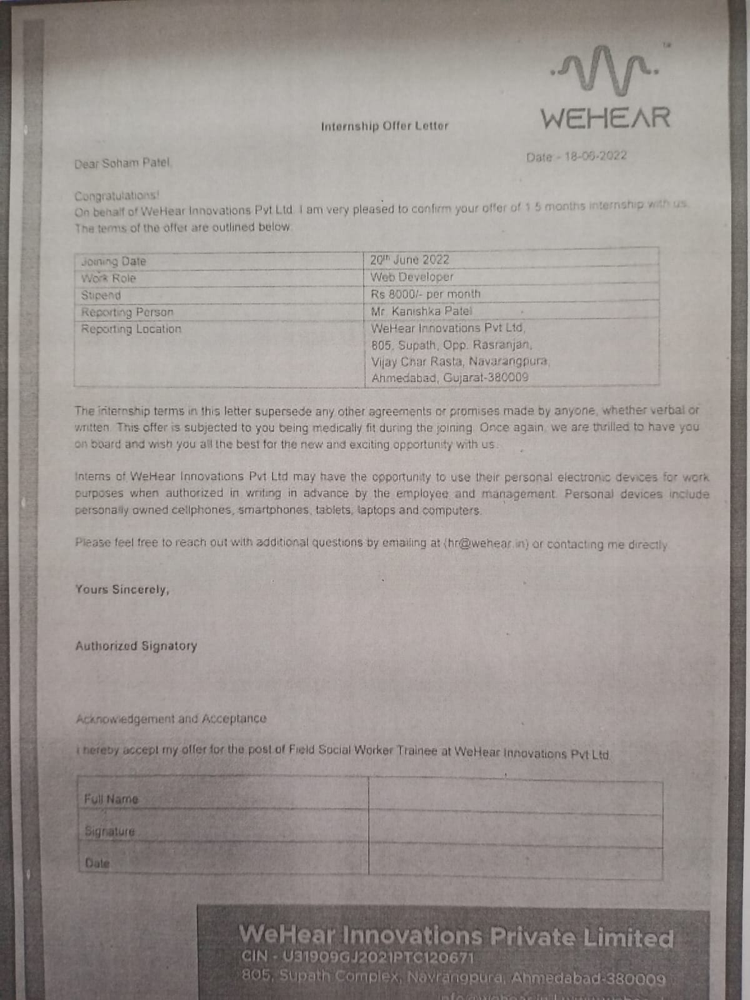 TM
WEHEAR
Internship Offer Letter
Date - 18-06-2022
Dear Soham Patel,
Congratulations!
On behalf of WeHear Innovations Pvt Ltd. I am very pleased to confirm your offer of 1.5 months internship with us.
The terms of the offer are outlined below.
Joining Date 20th June 2022
Work Role Web Developer
Stipend Rs 8000/- per month
Reporting Person Mr. Kanishka Patel
Reporting Location WeHear Innovations Pvt Ltd,
805, Supath, Opp. Rasranjan,
Vijay Char Rasta, Navarangpura,
Ahmedabad, Gujarat-380009
The internship terms in this letter supersede any other agreements or promises made by anyone, whether verbal or
written. This offer is subjected to you being medically fit during the joining. Once again, we are thrilled to have you
on board and wish you all the best for the new and exciting opportunity with us.
Interns of WeHear Innovations Pvt Ltd may have the opportunity to use their personal electronic devices for work
purposes when authorized in writing in advance by the employee and management. Personal devices include
personally owned cellphones, smartphones, tablets, laptops and computers.
Please feel free to reach out with additional questions by emailing at (hr@wehear.in) or contacting me directly.
Yours Sincerely,
Authorized Signatory
Acknowledgement and Acceptance
I hereby accept my offer for the post of Field Social Worker Trainee at WeHear Innovations Pvt Ltd.
Full Name
Signature
Date
WeHear Innovations Private Limited
CIN - U31909GJ2021PTC120671
805, Supath Complex, Navrangpura, Ahmedabad-380009